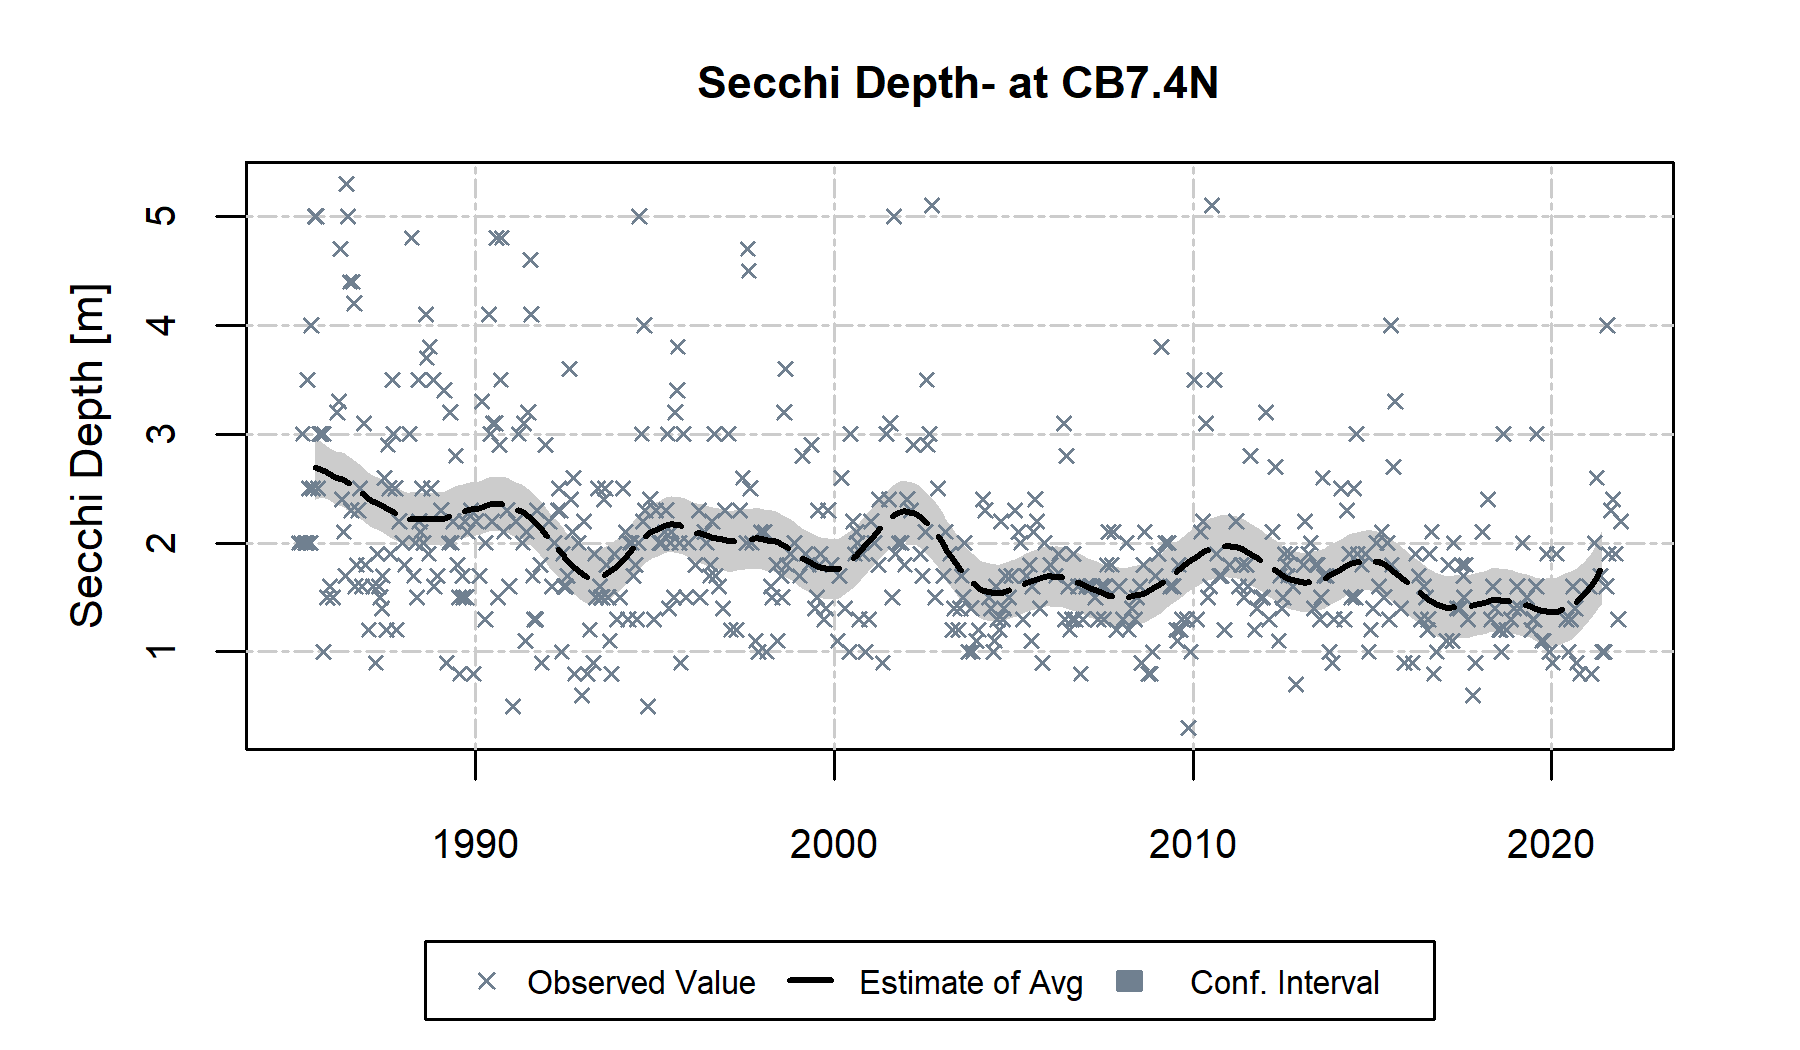 Secchi Depth- at CB7.4N
Secchi Depth [m]
5
4
3
2
1
1990 2000 2010 2020
Observed Value Estimate of Avg Conf. Interval